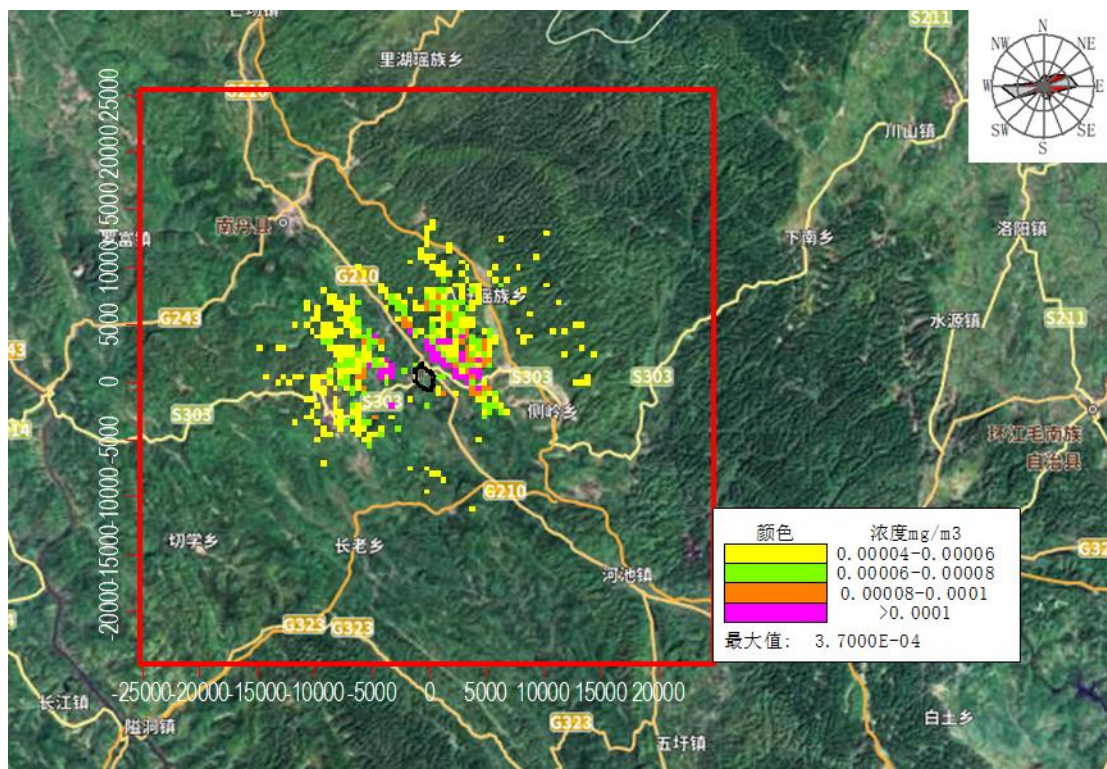 S211
N
NW
NE
W
E
SW
SE
S
里湖瑶族乡
川山镇
25000
20000
15000
10000
5000
0
-5000
-10000
-15000
-20000
南丹县
下南乡
洛阳镇
G210
瑶族乡
G243
水源镇
S211
S303
S303
S303
S303
侧岭乡
环江毛南族
自治县
G210
切学乡
长老乡
河池镇
G323
G323
颜色
浓度mg/m3
0.00004-0.00006
0.00006-0.00008
0.00008-0.0001
>0.0001
最大值: 3.7000E-04
-25000
-20000
-15000
-10000
-5000
0
5000
10000
15000
20000
长江镇
隘洞镇
G323
五圩镇
白土乡